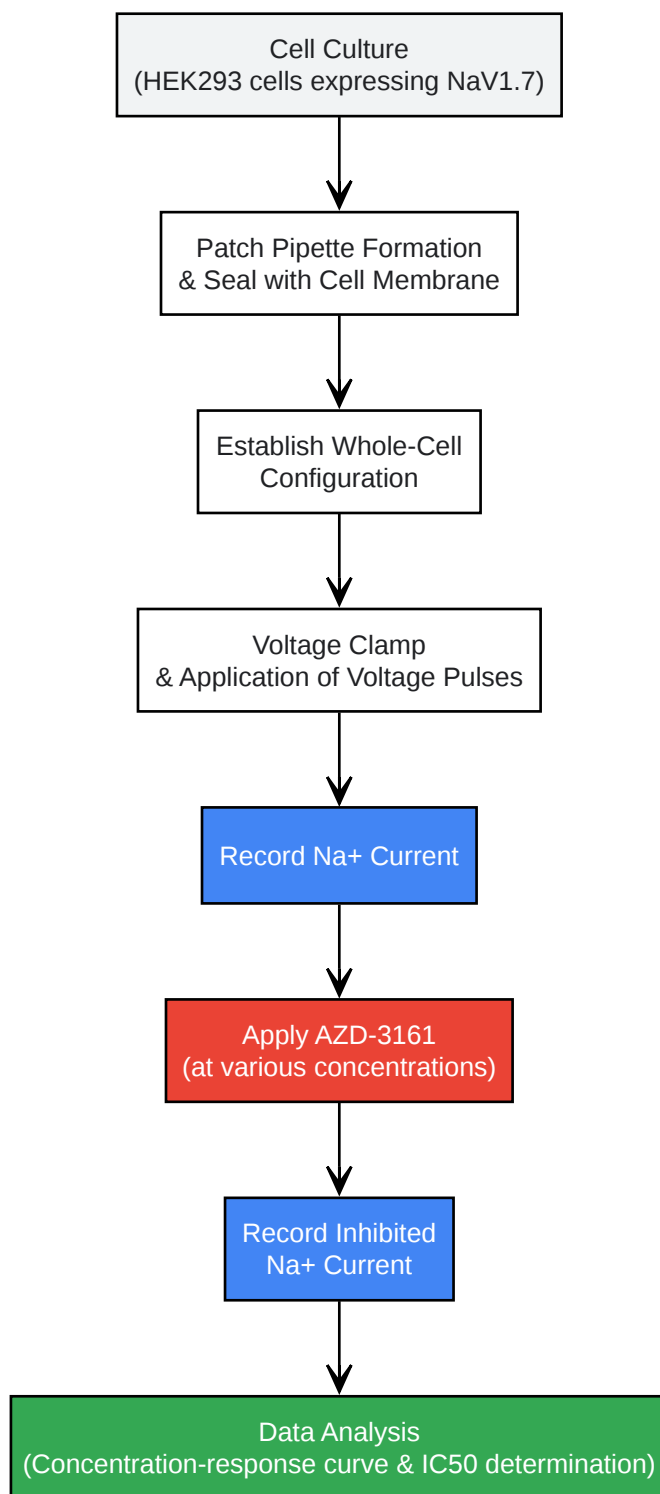 Cell Culture
(HEK293 cells expressing NaV1.7)
Patch Pipette Formation
& Seal with Cell Membrane
Establish Whole-Cell
Configuration
Voltage Clamp
& Application of Voltage Pulses
Record Na+ Current
Apply AZD-3161
(at various concentrations)
Record Inhibited
Na+ Current
Data Analysis
(Concentration-response curve & IC50 determination)